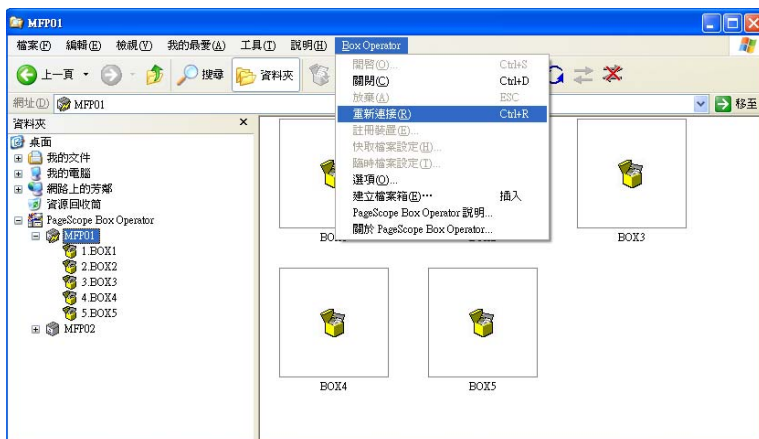 MFP01
檔案(F) 編輯(E) 檢視(V) 我的最愛(A) 工具(T) 說明(H) Box Operator
上一頁 搜尋 資料夾
網址(D) MFP01 移至
資料夾 ×
桌面
我的文件
我的電腦
網路上的芳鄰
資源回收筒
PageScope Box Operator
MFP01
1.BOX1
2.BOX2
3.BOX3
4.BOX4
5.BOX5
MFP02
開啟(O)... Ctrl+S
關閉(C) Ctrl+D
放棄(A) ESC
重新連接(R) Ctrl+R
註冊裝置(E)...
快取檔案設定(H)...
臨時檔案設定(T)...
選項(O)...
建立檔案箱(E)⋯ 插入
PageScope Box Operator 說明...
關於 PageScope Box Operator...
BOX3
BOX4 BOX5